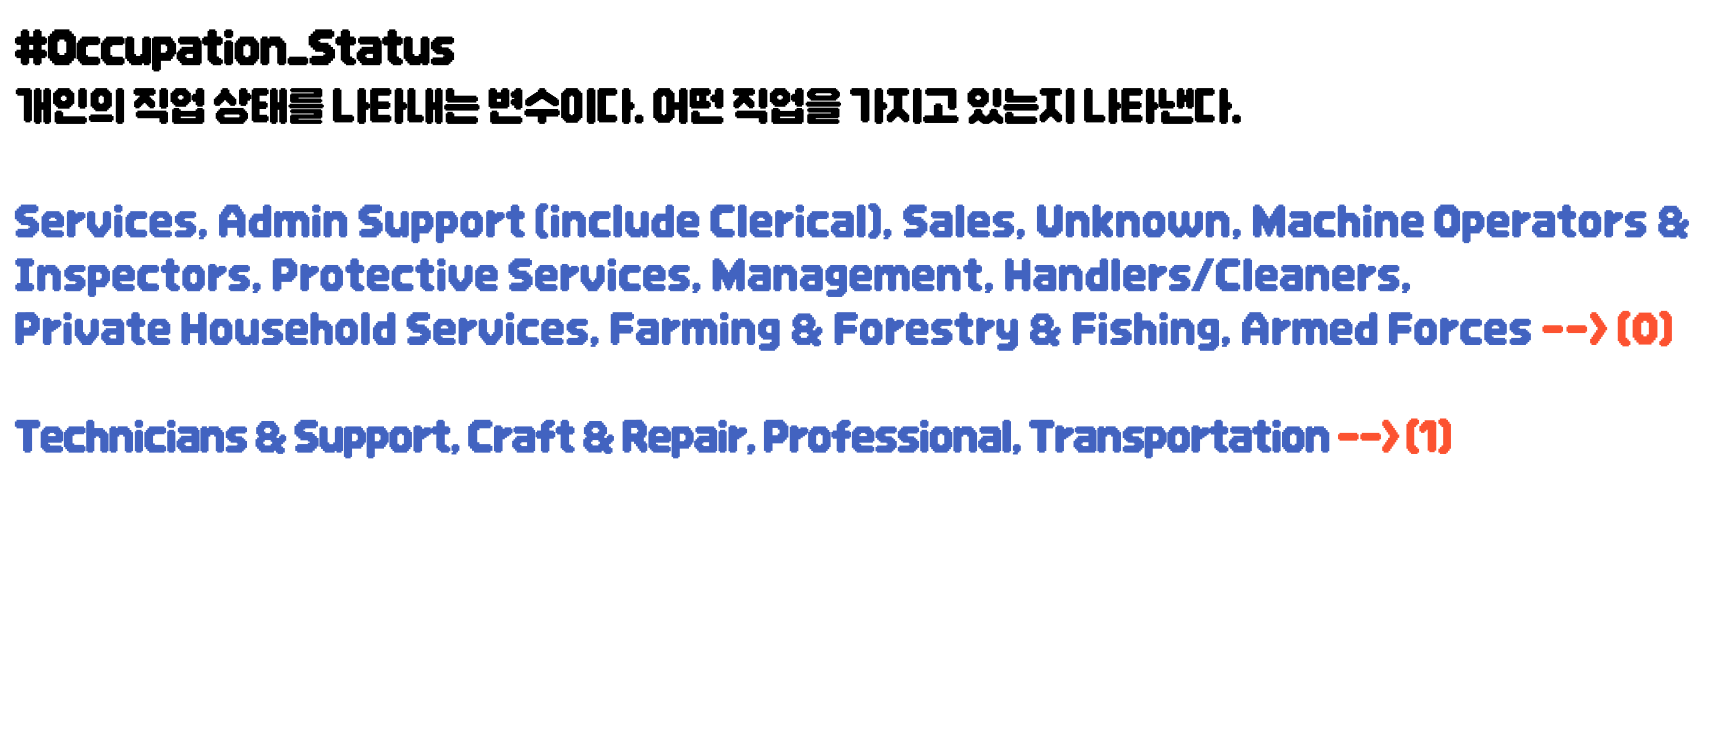 #Occupation_Status
개인의 직업 상태를 나타내는 변수이다. 어떤 직업을 가지고 있는지 나타낸다.
Services, Admin Support (include Clerical), Sales, Unknown, Machine Operators &
Inspectors, Protective Services, Management, Handlers/Cleaners,
Private Household Services, Farming & Forestry & Fishing, Armed Forces --> (0)
Technicians & Support, Craft & Repair, Professional, Transportation --> (1)